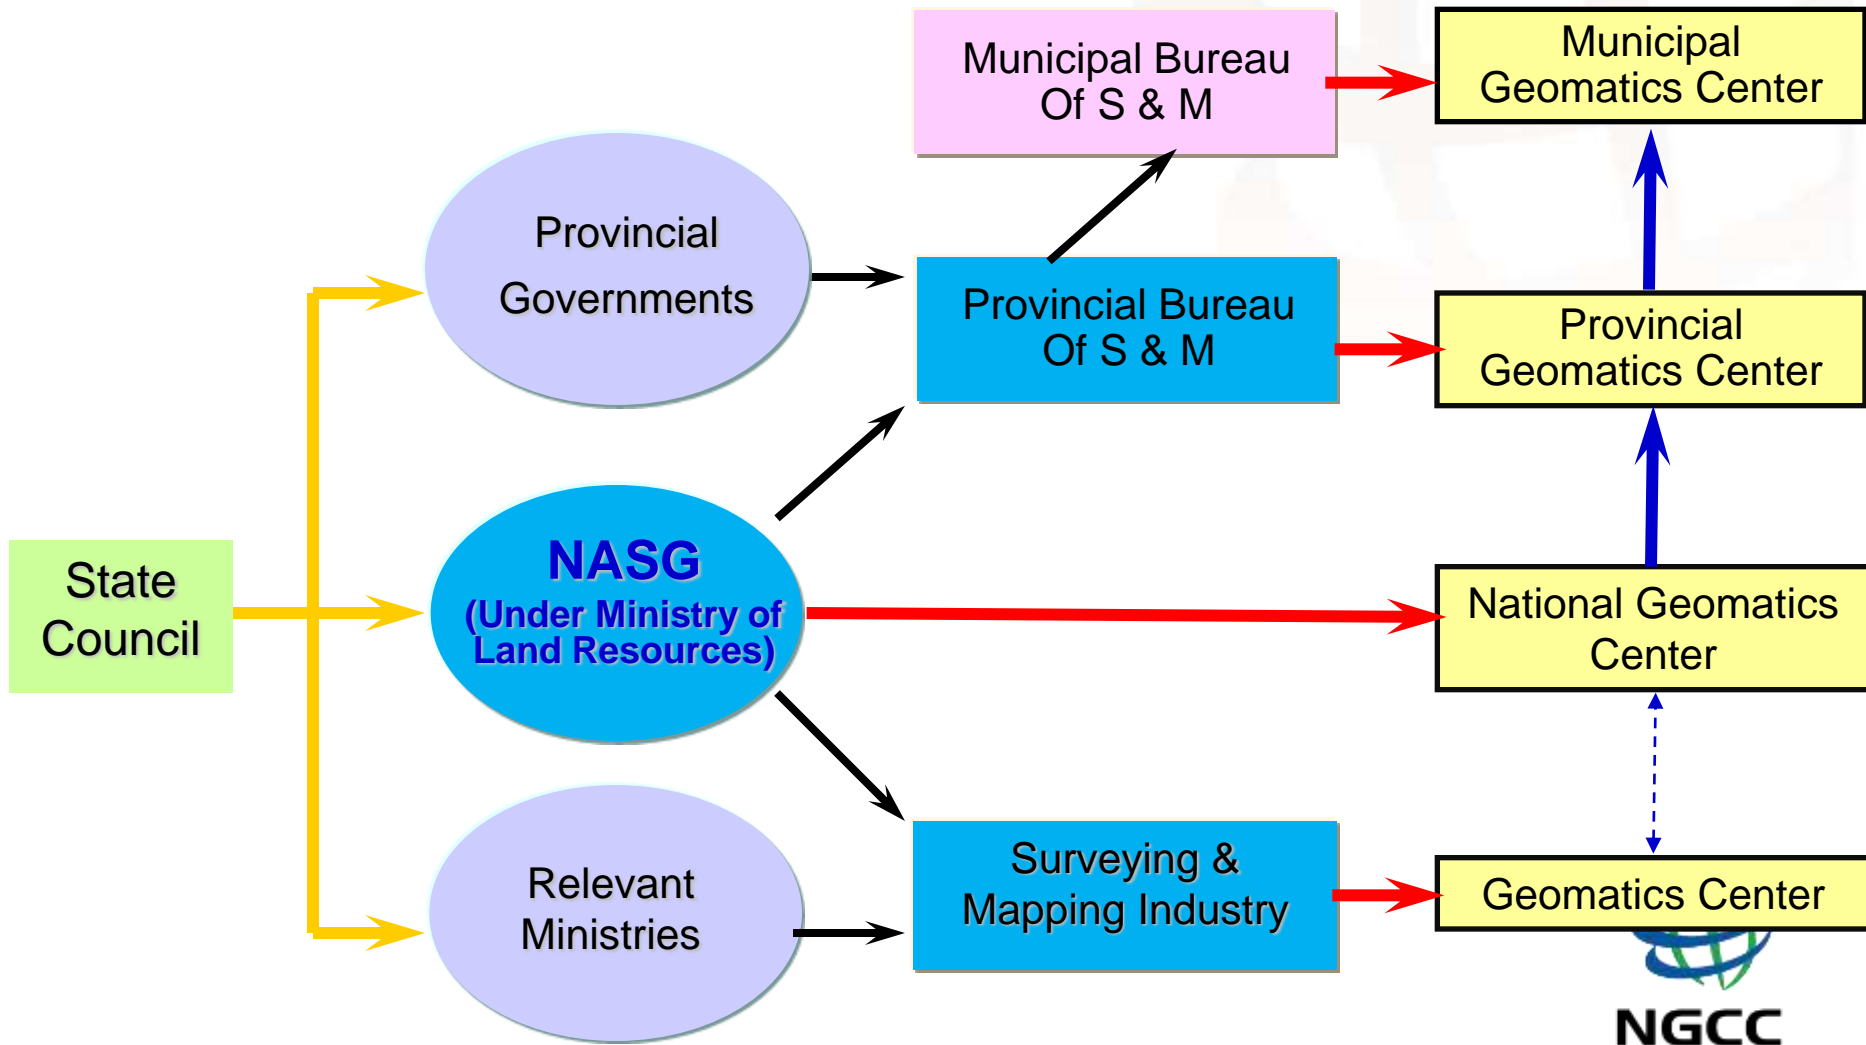 Municipal Bureau
Of S & M
Municipal
Geomatics Center
Provincial
Governments
Provincial Bureau
Of S & M
Provincial
Geomatics Center
State
Council
NASG
(Under Ministry of
Land Resources)
National Geomatics
Center
Relevant
Ministries
Surveying &
Mapping Industry
Geomatics Center
NGCC